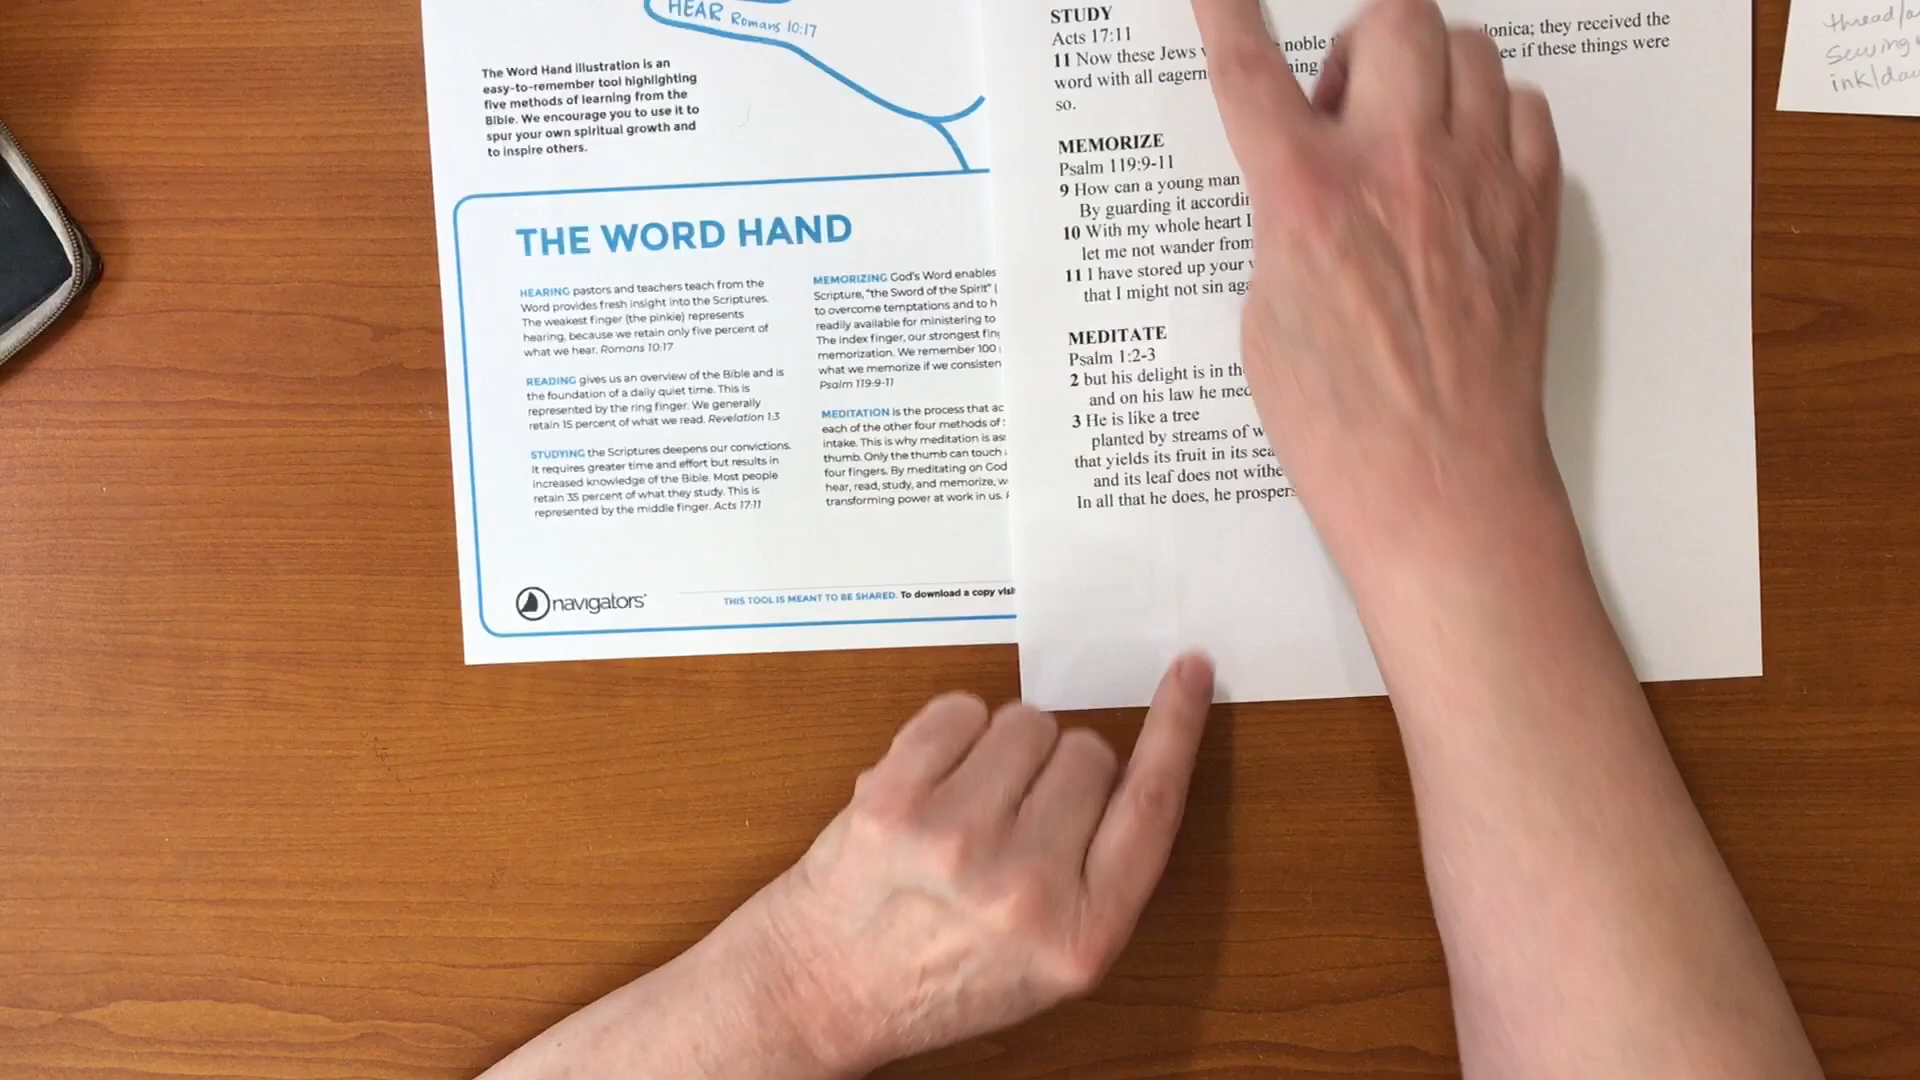 HEAR Romans 10:17
The Word Hand illustration is an
easy-to-remember tool highlighting
five methods of learning from the
Bible. We encourage you to use it to
spur your own spiritual growth and
to inspire others.
THE WORD HAND
HEARING pastors and teachers teach from the
Word provides fresh insight into the Scriptures.
The weakest finger (the pinkie) represents
hearing, because we retain only five percent of
what we hear. Romans 10:17
READING gives us an overview of the Bible and is
the foundation of a daily quiet time. This is
represented by the ring finger. We generally
retain 15 percent of what we read. Revelation 1:3
STUDYING the Scriptures deepens our convictions.
It requires greater time and effort but results in
increased knowledge of the Bible. Most people
retain 35 percent of what they study. This is
represented by the middle finger. Acts 17:11
MEMORIZING God's Word enables
Scripture, "the Sword of the Spirit" (
to overcome temptations and to h
readily available for ministering to
The index finger, our strongest fin
memorization. We remember 100
what we memorize if we consisten
Psalm 119-9-11
MEDITATION is the process that ac
each of the other four methods of
intake. This is why meditation is as
thumb. Only the thumb can touch
four fingers. By meditating on God
hear, read, study, and memorize, w
transforming power at work in us.
navigators
THIS TOOL IS MEANT TO BE SHARED. To download a copy visi
STUDY
Acts 17:11
11 Now these Jews noble lonica; they received the
word with all eagern ee if these things were
so.
MEMORIZE
Psalm 119:9-11
9 How can a young man
By guarding it accordin
10 With my whole heart I
let me not wander from
11 I have stored up your
that I might not sin aga
MEDITATE
Psalm 1:2-3
2 but his delight is in th
and on his law he med
3 He is like a tree
planted by streams of w
that yields its fruit in its sea
and its leaf does not withe
In all that he does, he prospers
thread/
Sewing
ink/